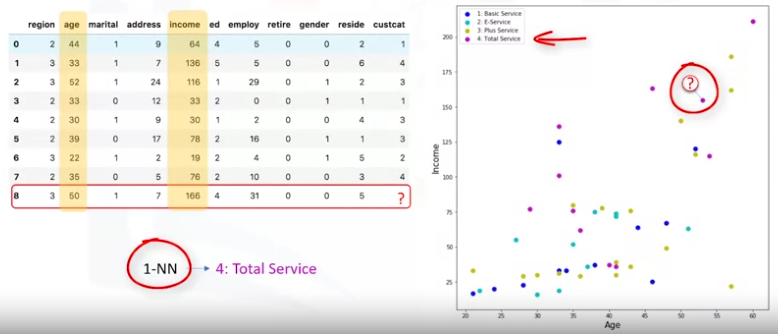 region age marital address income ed employ retire gender reside custcat
0 2 44 1 9 64 4 5 0 0 2 1
1 3 33 1 7 136 5 5 0 0 6 4
2 3 52 1 24 116 1 29 0 1 2 3
3 2 33 0 12 33 2 0 0 1 1 1
4 2 30 1 9 30 1 2 0 0 4 3
5 2 39 0 17 78 2 16 0 1 1 3
6 3 22 1 2 19 2 4 0 1 5 2
7 2 35 0 5 76 2 10 0 0 3 4
8 3 50 1 7 166 4 31 0 0 5 ?
1-NN
4: Total Service
1: Basic Service
2: E-Service
3: Plus Service
4: Total Service
?
Income
200
175
150
125
100
75
50
25
20 25 30 35 40 45 50 55 60
Age